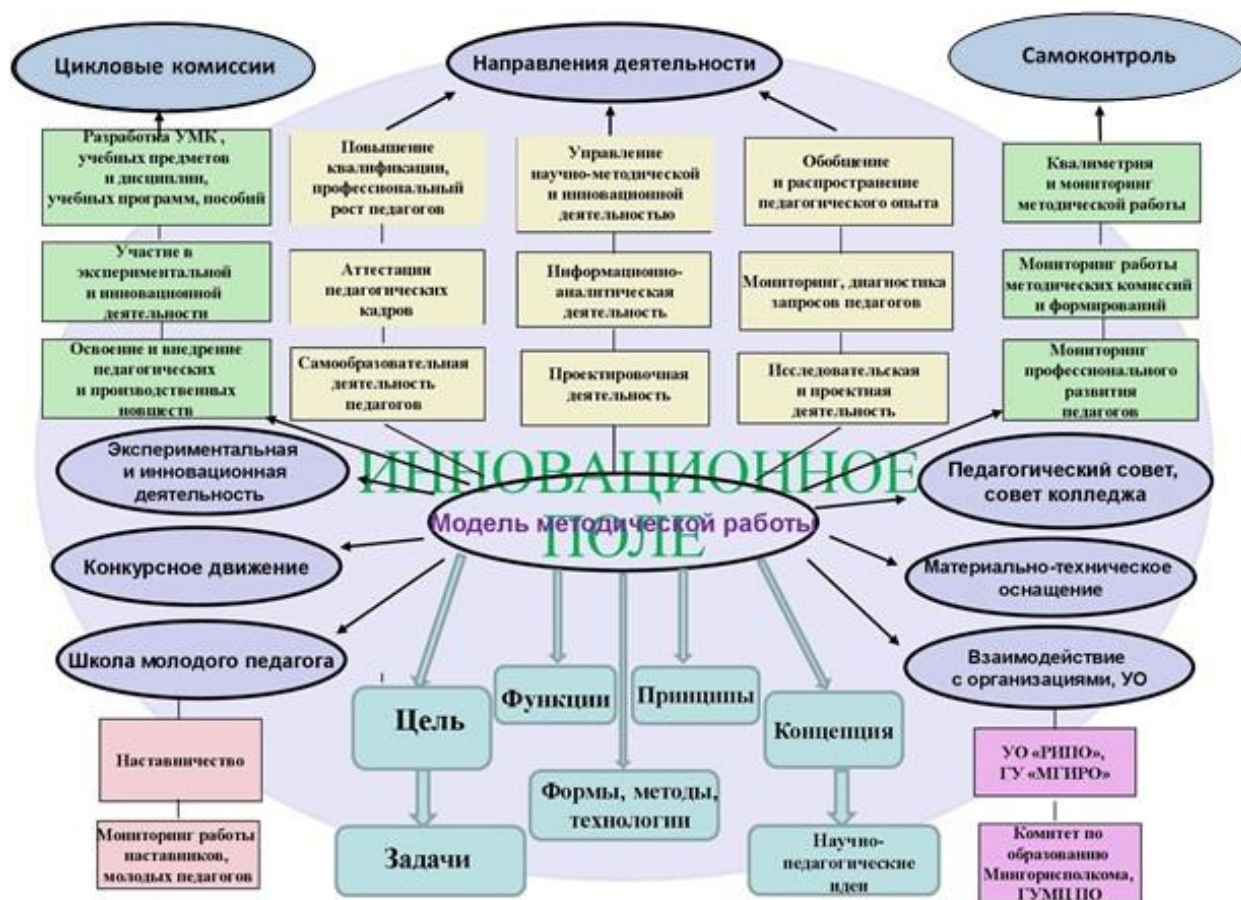 Цикловые комиссии
Направления деятельности
Самоконтроль
Разработка УМК ,
учебных предметов
и дисциплин,
учебных программ, пособий
Повышение
квалификации,
профессиональный
рост педагогов
Управление
научно-методической
и инновационной
деятельностью
Обобщение
и распространение
педагогического опыта
Квалиметрия
и мониторинг
методической работы
Участие в
экспериментальной
и инновационной
деятельности
Аттестация
педагогических
кадров
Информационно-
аналитическая
деятельность
Мониторинг, диагностика
запросов педагогов
Мониторинг работы
методических комиссий
и формирований
Освоение и внедрение
педагогических
и производственных
новшеств
Самообразовательная
деятельность
педагогов
Проектировочная
деятельность
Исследовательская
и проектная
деятельность
Мониторинг
профессионального
развития
педагогов
Экспериментальная
и инновационная
деятельность
ИННОВАЦИОННОЕ
ПОЛЕ
Модель методической работы
Педагогический совет,
совет колледжа
Конкурсное движение
Материально-техническое
оснащение
Школа молодого педагога
Взаимодействие
с организациями, УО
Цель
Функции
Принципы
Концепция
Наставничество
УО «РИПО»,
ГУ «МГИРО»
Формы, методы,
технологии
Мониторинг работы
наставников,
молодых педагогов
Задачи
Научно-
педагогические
идеи
Комитет по
образованию
Мингорисполкома,
ГУМЦ ПО